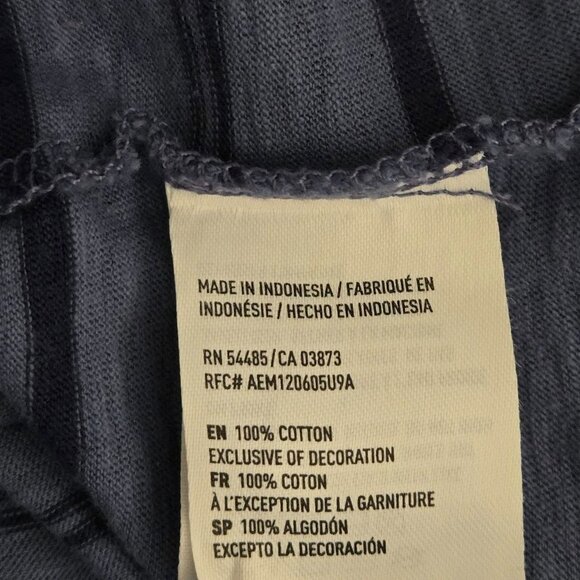 MADE IN INDONESIA / FABRIQUÉ EN
INDONÉSIE / HECHO EN INDONESIA
RN 54485/CA 03873
RFC# AEM120605U9A
EN 100% COTTON
EXCLUSIVE OF DECORATION
FR 100% COTON
À L'EXCEPTION DE LA GARNITURE
SP 100% ALGODÓN
EXCEPTO LA DECORACIÓN